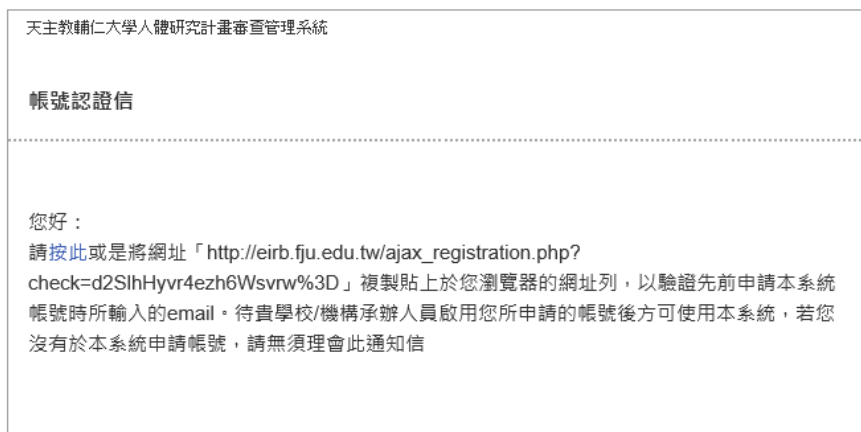 天主教輔仁大學人體研究計畫審查管理系統
帳號認證信
您好：
請按此或是將網址「http://eirb.fju.edu.tw/ajax_registration.php?
check=d2SlhHyvr4ezh6Wsvrw%3D」複製貼上於您瀏覽器的網址列，以驗證先前申請本系統
帳號時所輸入的email。待貴學校/機構承辦人員啟用您所申請的帳號後方可使用本系統，若您
沒有於本系統申請帳號，請無須理會此通知信